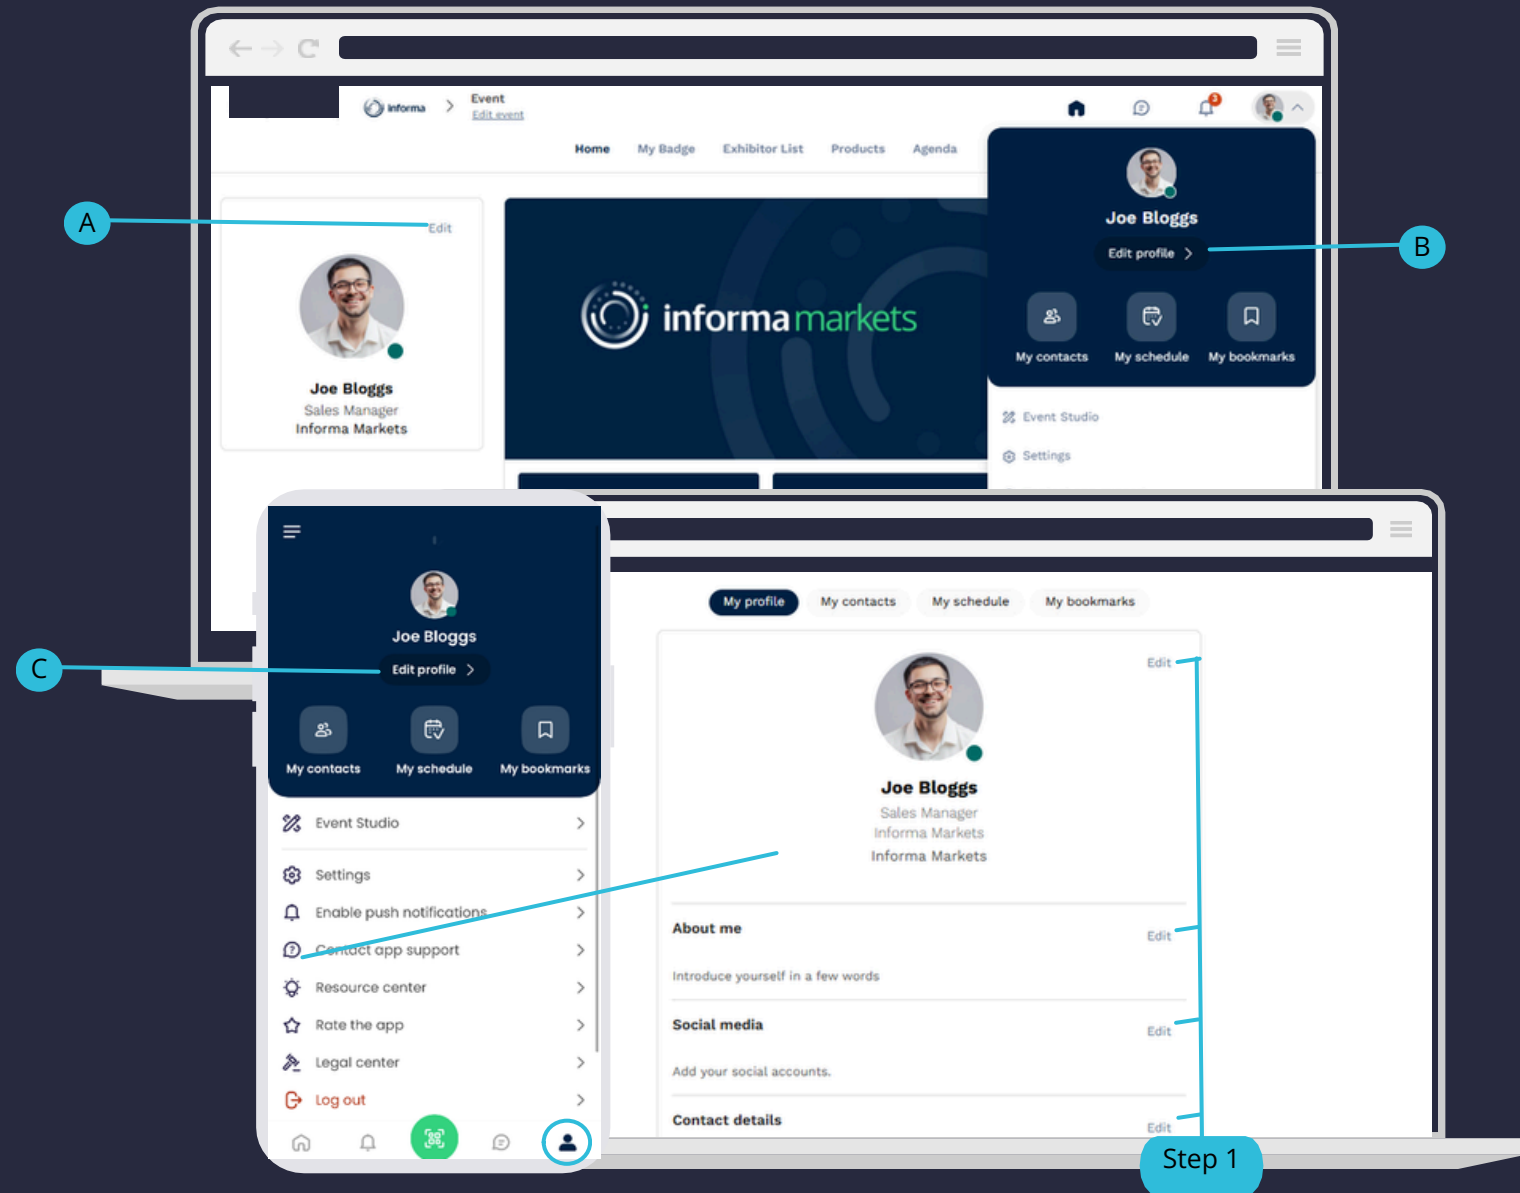 informa
Event
Edit event
3
Home My Badge Exhibitor List Products Agenda
A
Edit
Joe Bloggs
Sales Manager
Informa Markets
informa markets
Joe Bloggs
Edit profile
B
My contacts My schedule My bookmarks
Event Studio
Settings
Joe Bloggs
Edit profile
C
My contacts My schedule My bookmarks
Event Studio
Settings
Enable push notifications
Contact app support
Resource center
Rate the app
Legal center
Log out
My profile My contacts My schedule My bookmarks
Edit
Joe Bloggs
Sales Manager
Informa Markets
Informa Markets
About me
Edit
Introduce yourself in a few words
Social media
Edit
Add your social accounts.
Contact details
Edit
Step 1